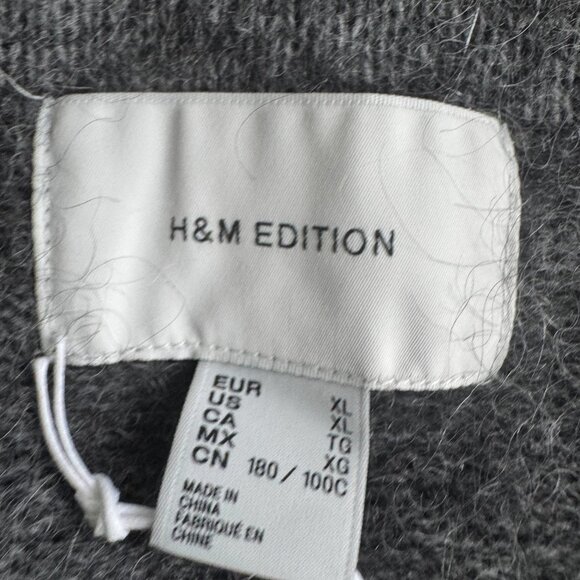 H&M EDITION
EUR XL
US XL
CA TG
MX XG
CN 180 / 100C
MADE IN
CHINA
FABRIQUÉ EN
CHINE